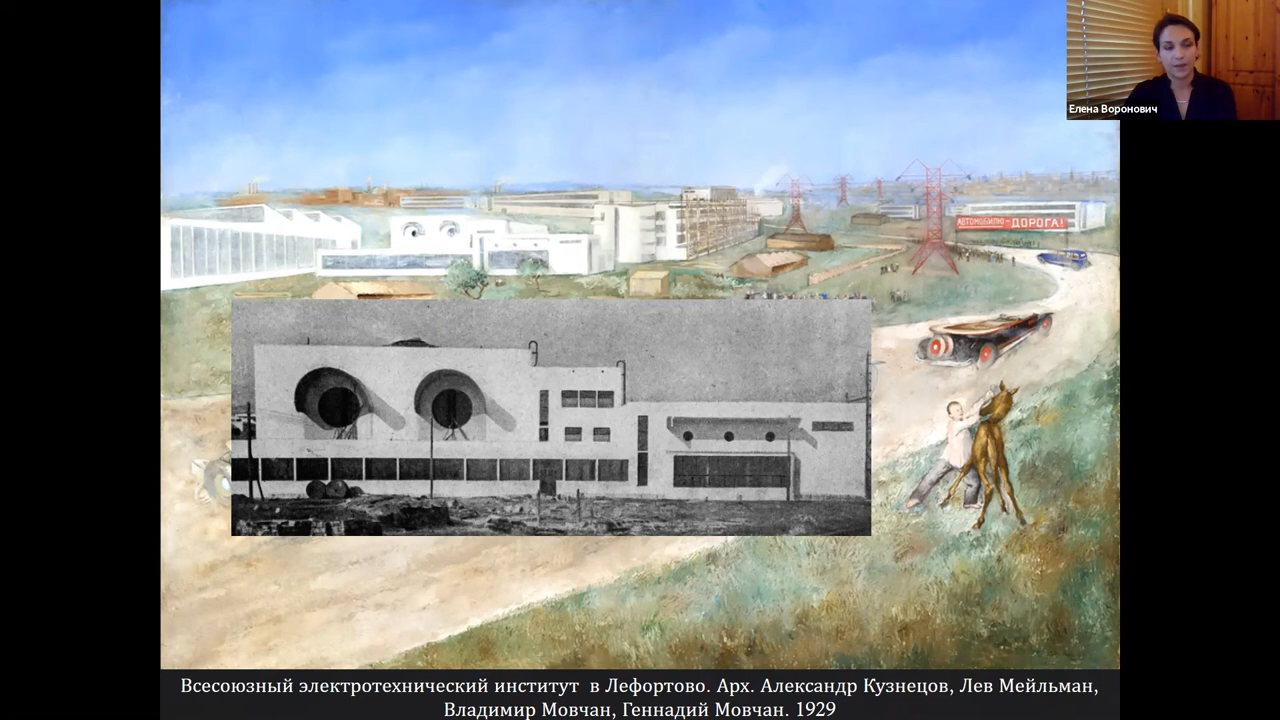 Елена Воронович
АВТОМОБИЛЮ-ДОРОГА!
Всесоюзный электротехнический институт в Лефортово. Арх. Александр Кузнецов, Лев Мейльман,
Владимир Мовчан, Геннадий Мовчан. 1929